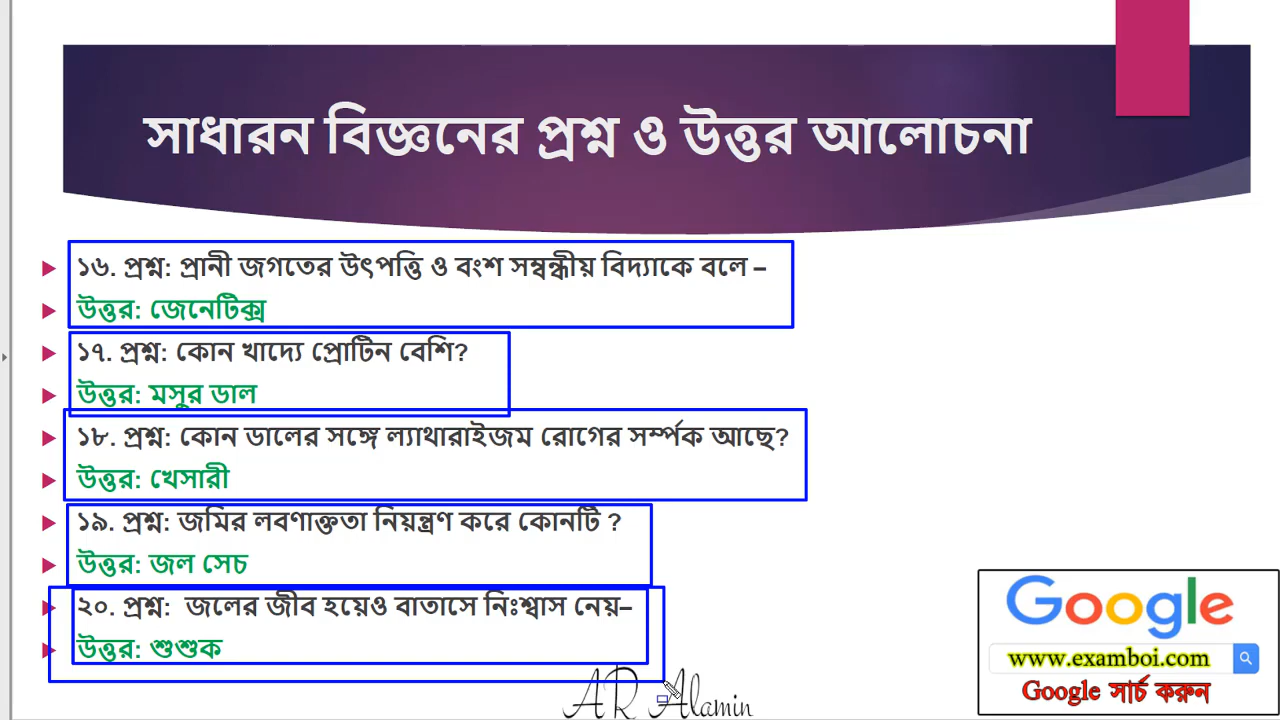 সাধারন বিজ্ঞনের প্রশ্ন ও উত্তর আলোচনা
১৬. প্রশ্ন: প্রানী জগতের উৎপত্তি ও বংশ সম্বন্ধীয় বিদ্যাকে বলে –
উত্তর: জেনেটিক্স
১৭. প্রশ্ন: কোন খাদ্যে প্রোটিন বেশি?
উত্তর: মসুর ডাল
১৮. প্রশ্ন: কোন ডালের সঙ্গে ল্যাথারাইজম রোগের সর্ম্পক আছে?
উত্তর: খেসারী
১৯. প্রশ্ন: জমির লবণাক্ততা নিয়ন্ত্রণ করে কোনটি ?
উত্তর: জল সেচ
২০. প্রশ্ন: জলের জীব হয়েও বাতাসে নিঃশ্বাস নেয়–
উত্তর: শুশুক
AR Alamin
Google
www.examboi.com
Google সার্চ করুন